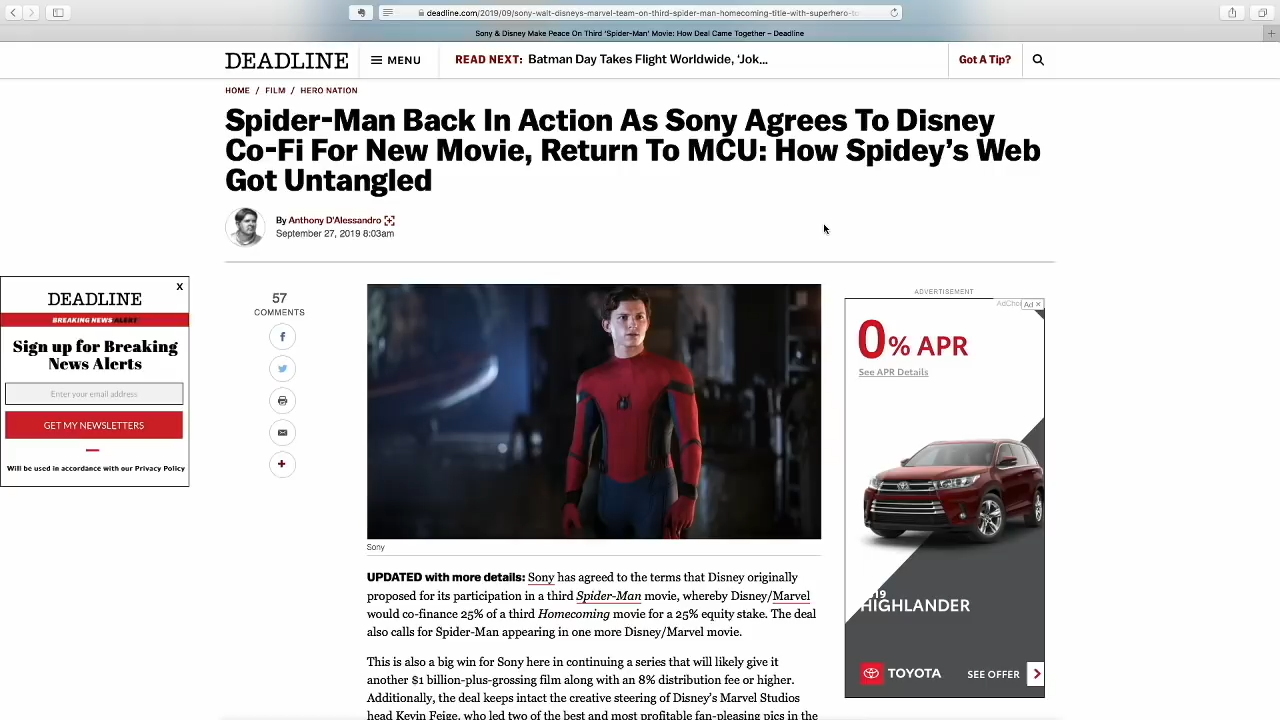 deadline.com/2019/09/sony-walt-disneys-marvel-team-on-third-spider-man-homecoming-title-with-superhero-to
Sony & Disney Make Peace On Third 'Spider-Man' Movie: How Deal Came Together – Deadline
DEADLINE
MENU
READ NEXT: Batman Day Takes Flight Worldwide, 'Jok...
Got A Tip?
HOME / FILM / HERO NATION
Spider-Man Back In Action As Sony Agrees To Disney
Co-Fi For New Movie, Return To MCU: How Spidey's Web
Got Untangled
By Anthony D'Alessandro
September 27, 2019 8:03am
X
DEADLINE
BREAKING NEWS ALERT
Sign up for Breaking
News Alerts
Enter your email address
GET MY NEWSLETTERS
Will be used in accordance with our Privacy Policy
57
COMMENTS
Sony
UPDATED with more details: Sony has agreed to the terms that Disney originally
proposed for its participation in a third Spider-Man movie, whereby Disney/Marvel
would co-finance 25% of a third Homecoming movie for a 25% equity stake. The deal
also calls for Spider-Man appearing in one more Disney/Marvel movie.
This is also a big win for Sony here in continuing a series that will likely give it
another $1 billion-plus-grossing film along with an 8% distribution fee or higher.
Additionally, the deal keeps intact the creative steering of Disney's Marvel Studios
head Kevin Feige, who led two of the best and most profitable fan-pleasing pics in the
ADVERTISEMENT
Ad X
0% APR
See APR Details
HIGHLANDER
TOYOTA
SEE OFFER